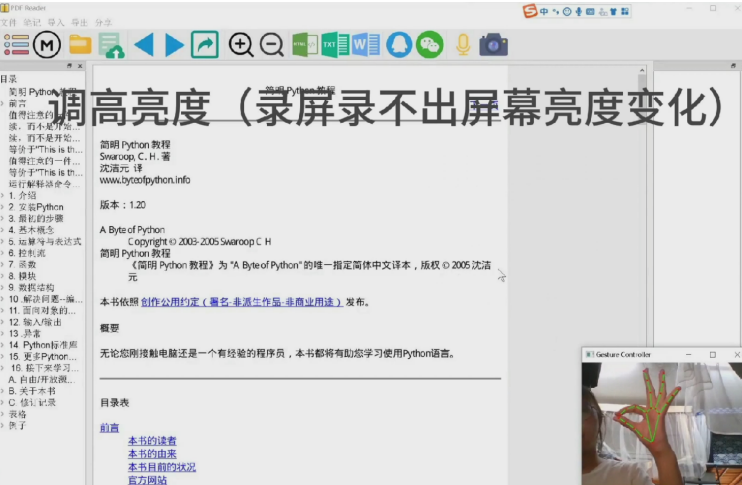 PDF Reader
文件 笔记 导入 导出 分享
中
M
HTML
TXT
EXT
W
目录
简明 Python 教程
前言
值得注意的一件...
续，而不是开始...
续，而不是开始...
等价于"This is th...
值得注意的一件...
等价于"This is th...
运行解释器命令...
1. 介绍
2. 安装Python
3. 最初的步骤
4. 基本概念
5. 运算符与表达式
6. 控制流
7. 函数
8. 模块
9. 数据结构
10 .解决问题--编...
11. 面向对象的...
12. 输入/输出
13 .异常
14. Python标准库
15. 更多Python...
16. 接下来学习...
A. 自由/开放源...
B. 关于本书
C. 修订记录
表格
例子
调高亮度（录屏录不出屏幕亮度变化）
简明 Python 教程
简明 Python 教程
Swaroop, C. H. 著
沈洁元 译
www.byteofpython.info
版本：1.20
A Byte of Python
Copyright © 2003-2005 Swaroop C H
简明 Python 教程
《简明 Python 教程》为 "A Byte of Python" 的唯一指定简体中文译本，版权 © 2005 沈洁
元
本书依照 创作公用约定（署名-非派生作品-非商业用途） 发布。
概要
无论您刚接触电脑还是一个有经验的程序员，本书都将有助您学习使用Python语言。
目录表
前言
本书的读者
本书的由来
本书目前的状况
官方网站
Gesture Controller